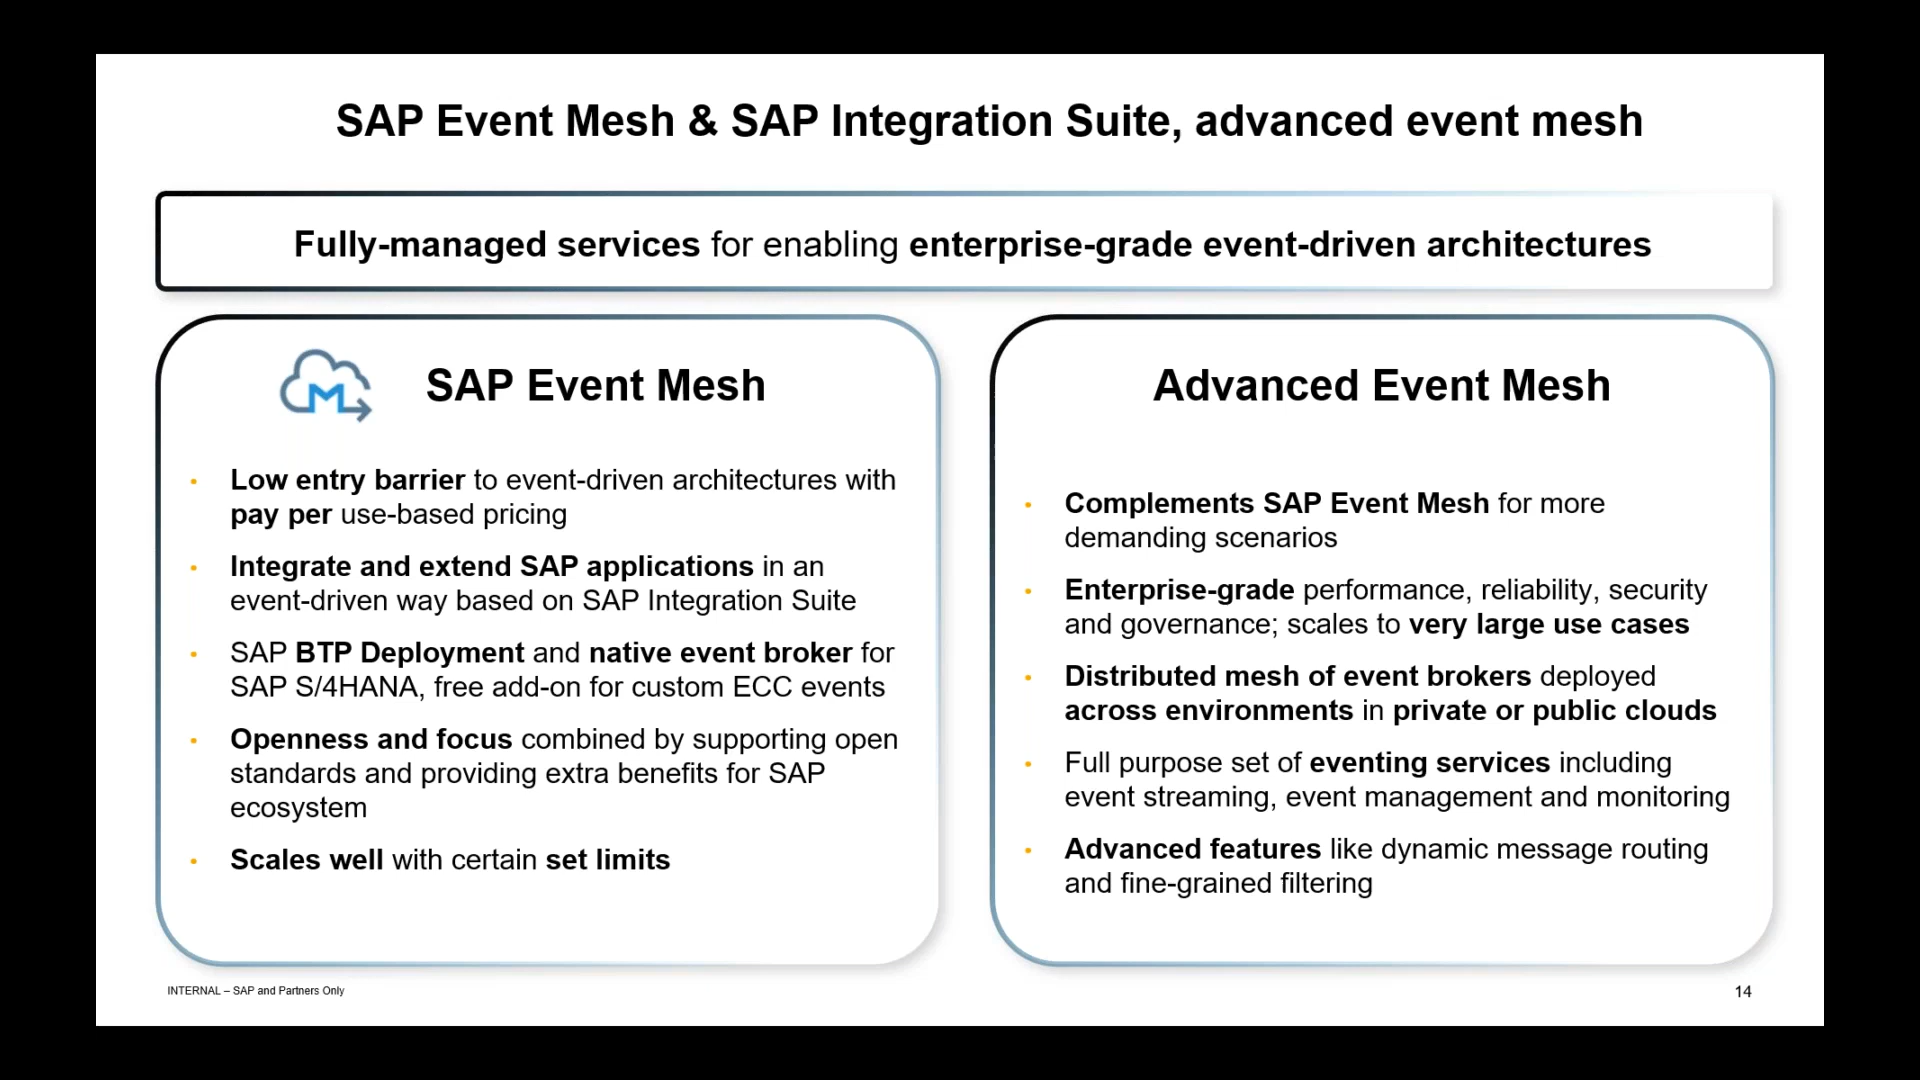 SAP Event Mesh & SAP Integration Suite, advanced event mesh
Fully-managed services for enabling enterprise-grade event-driven architectures
SAP Event Mesh
• Low entry barrier to event-driven architectures with
pay per use-based pricing
• Integrate and extend SAP applications in an
event-driven way based on SAP Integration Suite
• SAP BTP Deployment and native event broker for
SAP S/4HANA, free add-on for custom ECC events
• Openness and focus combined by supporting open
standards and providing extra benefits for SAP
ecosystem
• Scales well with certain set limits
Advanced Event Mesh
• Complements SAP Event Mesh for more
demanding scenarios
• Enterprise-grade performance, reliability, security
and governance; scales to very large use cases
• Distributed mesh of event brokers deployed
across environments in private or public clouds
• Full purpose set of eventing services including
event streaming, event management and monitoring
• Advanced features like dynamic message routing
and fine-grained filtering
INTERNAL – SAP and Partners Only
14